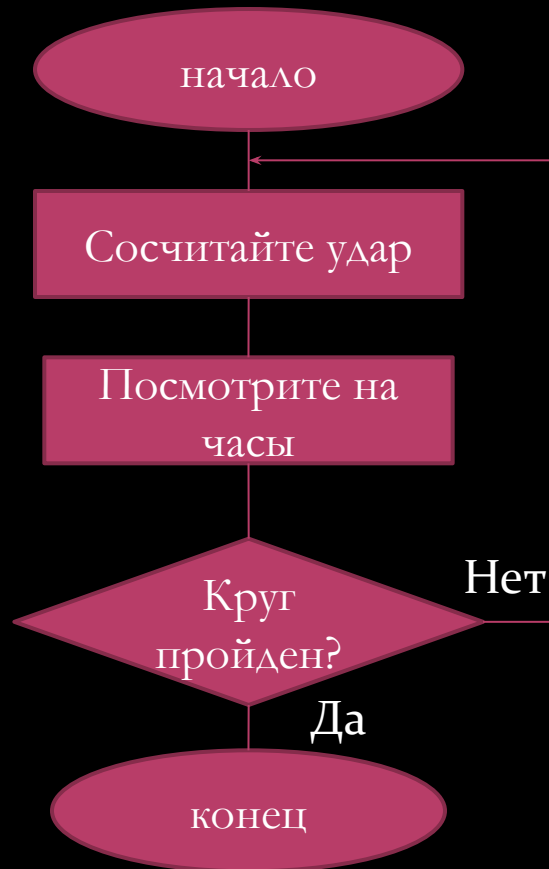 начало
Сосчитайте удар
Посмотрите на
часы
Круг
пройден?
Нет
Да
конец